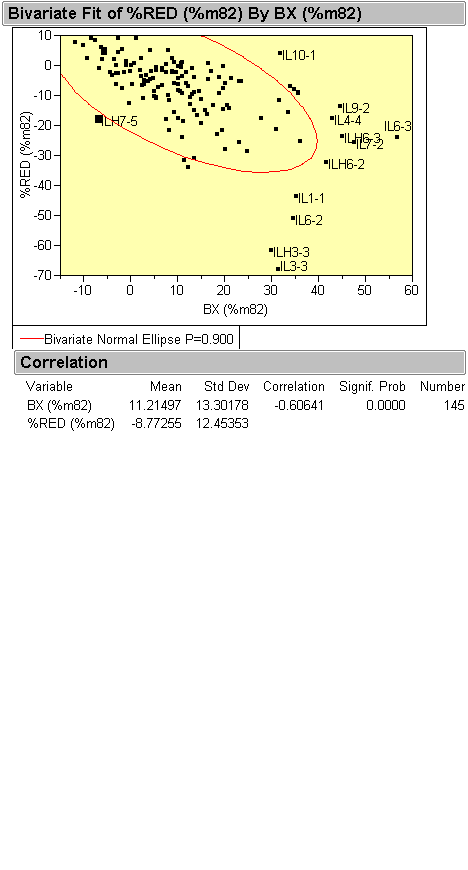 Bivariate Fit of %RED (%m82) By BX (%m82)
10
0
-10
-20
-30
-40
-50
-60
-70
%RED (%m82)
IL10-1
ILH7-5
IL9-2
IL4-4
IL6-3
ILH6-3
IL7-2
ILH6-2
IL1-1
IL6-2
ILH3-3
IL3-3
-10 0 10 20 30 40 50 60
BX (%m82)
Bivariate Normal Ellipse P=0.900
Correlation
Variable Mean Std Dev Correlation Signif. Prob Number
BX (%m82) 11.21497 13.30178 -0.60641 0.0000 145
%RED (%m82) -8.77255 12.45353